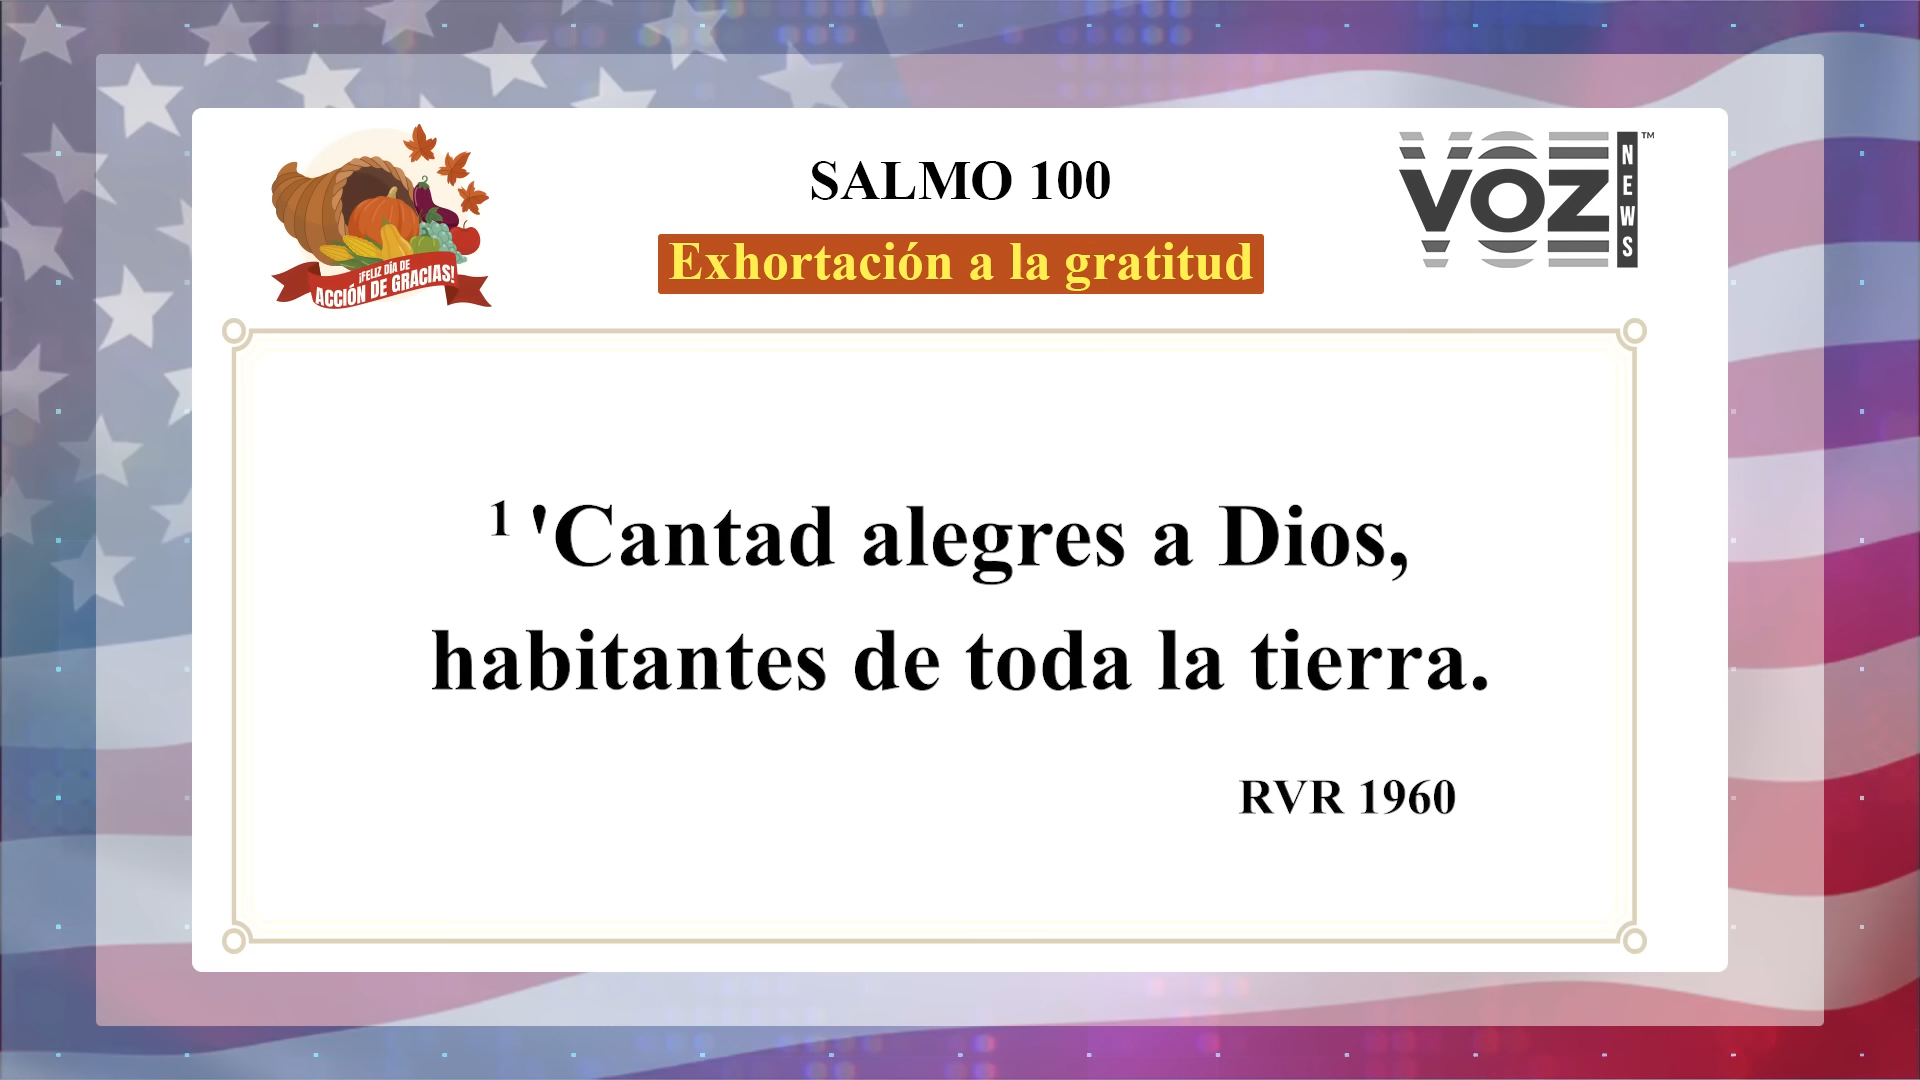 ¡FELIZ DÍA DE
ACCIÓN DE GRACIAS!
SALMO 100
Exhortación a la gratitud
VOZ NEWS™
1 'Cantad alegres a Dios,
habitantes de toda la tierra.
RVR 1960